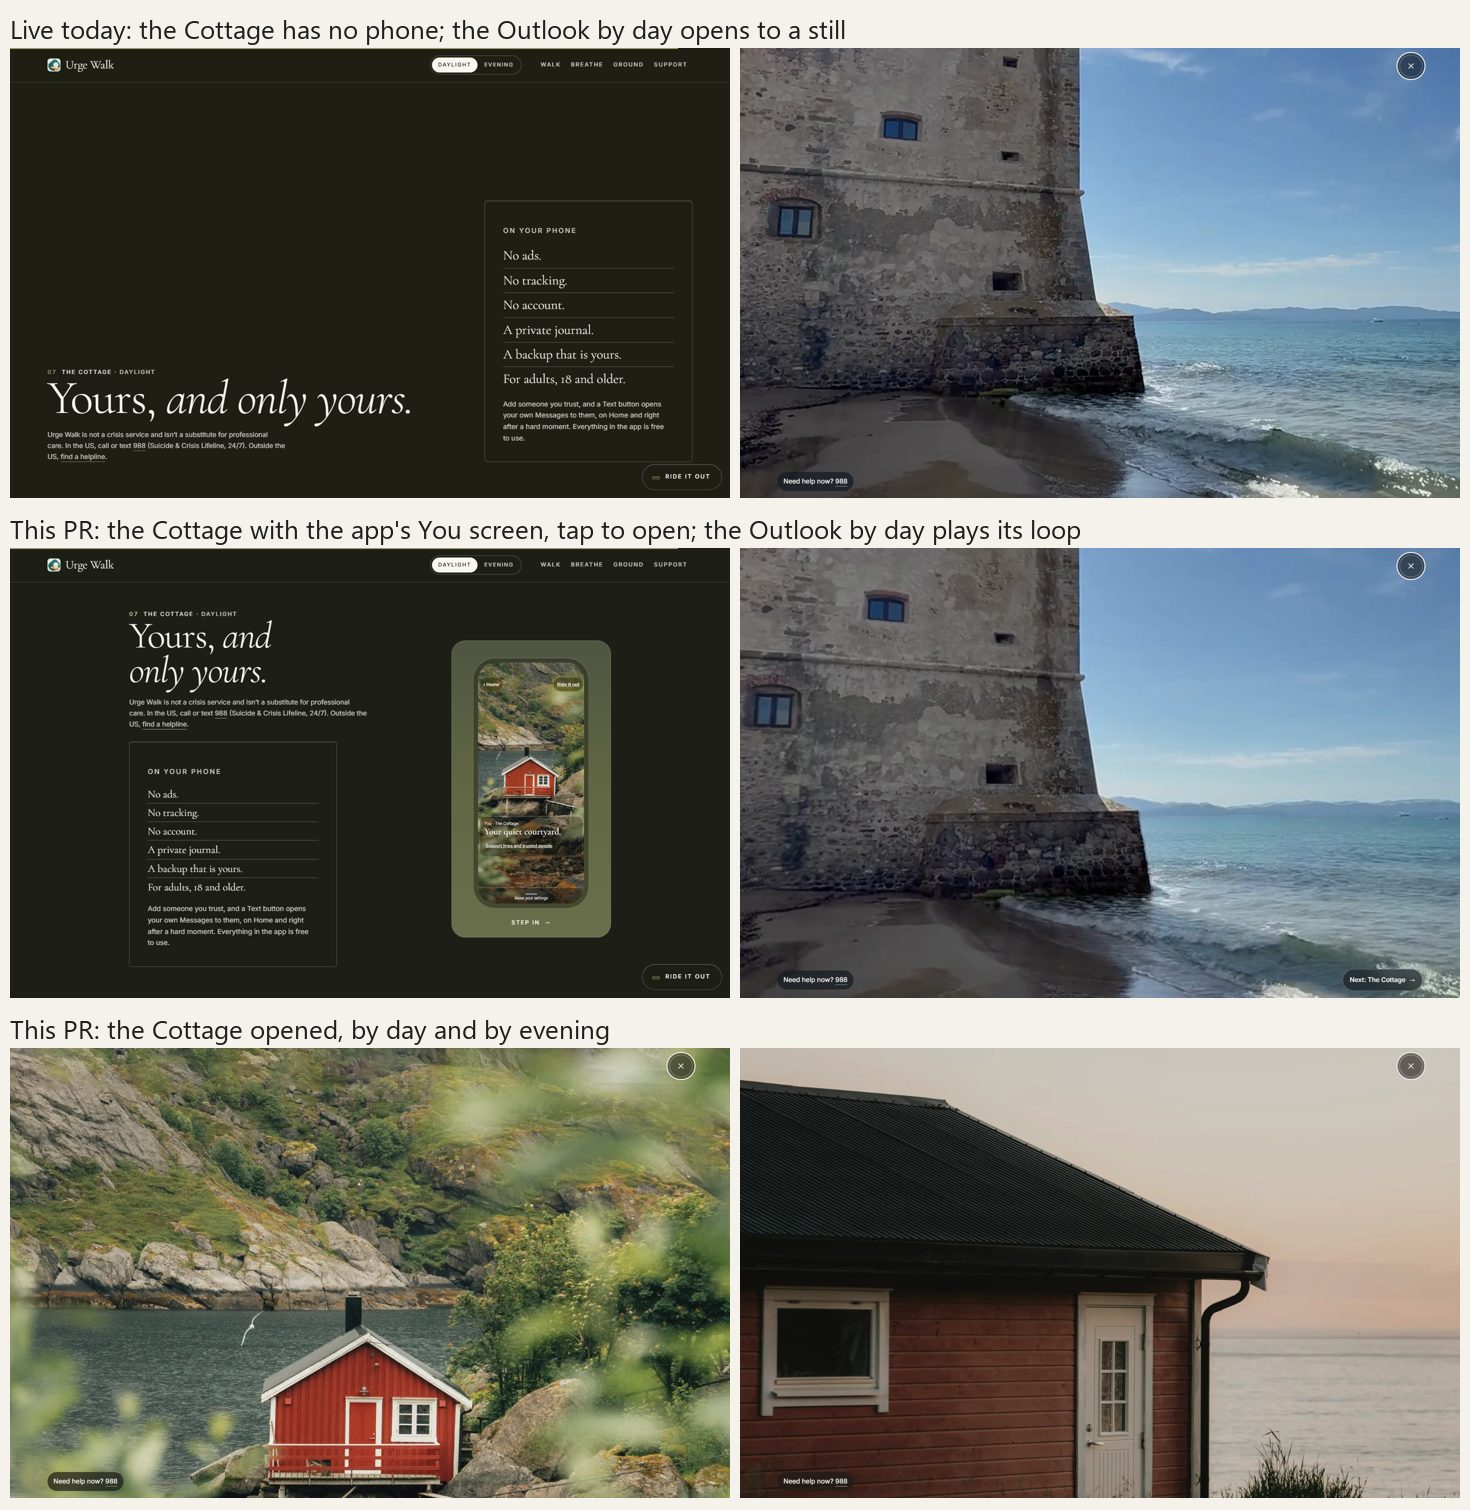 Live today: the Cottage has no phone; the Outlook by day opens to a still
Urge Walk
DAYLIGHT EVENING WALK BREATHE GROUND SUPPORT
×
ON YOUR PHONE
No ads.
No tracking.
No account.
A private journal.
A backup that is yours.
For adults, 18 and older.
Add someone you trust, and a Text button opens
your own Messages to them, on Home and right
after a hard moment. Everything in the app is free
to use.
07 THE COTTAGE · DAYLIGHT
Yours, and only yours.
Urge Walk is not a crisis service and isn't a substitute for professional
care. In the US, call or text 988 (Suicide & Crisis Lifeline, 24/7). Outside the
US, find a helpline.
RIDE IT OUT
Need help now? 988
This PR: the Cottage with the app's You screen, tap to open; the Outlook by day plays its loop
Urge Walk
DAYLIGHT EVENING WALK BREATHE GROUND SUPPORT
×
07 THE COTTAGE · DAYLIGHT
Yours, and
only yours.
Urge Walk is not a crisis service and isn't a substitute for professional
care. In the US, call or text 988 (Suicide & Crisis Lifeline, 24/7). Outside the
US, find a helpline.
ON YOUR PHONE
No ads.
No tracking.
No account.
A private journal.
A backup that is yours.
For adults, 18 and older.
Add someone you trust, and a Text button opens
your own Messages to them, on Home and right
after a hard moment. Everything in the app is free
to use.
‹ Home Ride it out
You · The Cottage
Your quiet courtyard.
Support lines and trusted people
Raise your settings
STEP IN →
RIDE IT OUT
Need help now? 988
Next: The Cottage →
This PR: the Cottage opened, by day and by evening
×
×
Need help now? 988
Need help now? 988